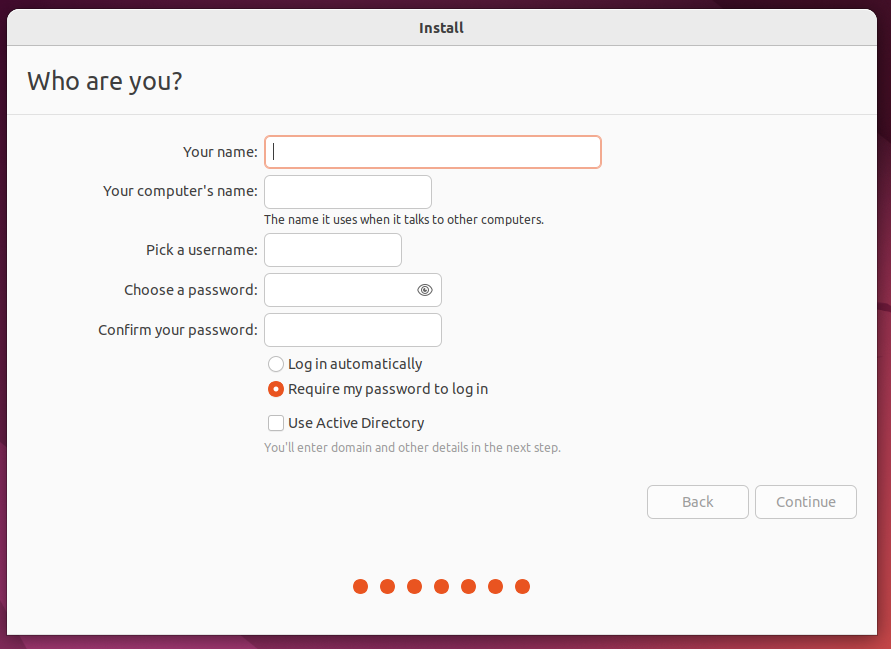 Install
Who are you?
Your name:
Your computer's name:
The name it uses when it talks to other computers.
Pick a username:
Choose a password:
Confirm your password:
Log in automatically
Require my password to log in
Use Active Directory
You'll enter domain and other details in the next step.
Back Continue